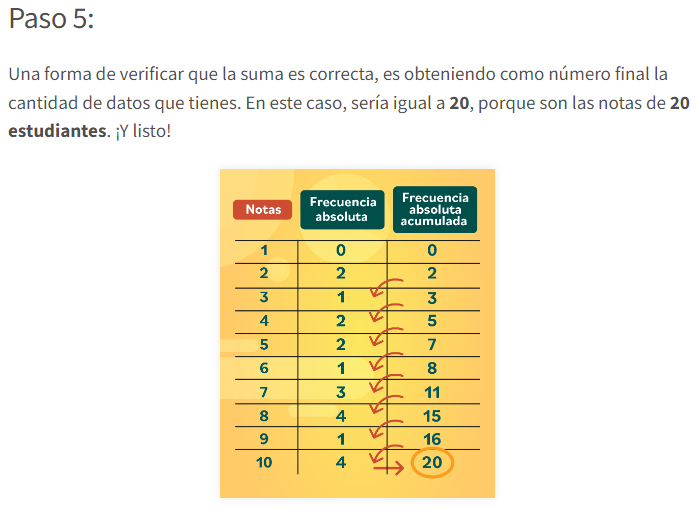 Paso 5:
Una forma de verificar que la suma es correcta, es obteniendo como número final la
cantidad de datos que tienes. En este caso, sería igual a 20, porque son las notas de 20
estudiantes. ¡Y listo!
Notas Frecuencia absoluta Frecuencia absoluta acumulada
1 0 0
2 2 2
3 1 3
4 2 5
5 2 7
6 1 8
7 3 11
8 4 15
9 1 16
10 4 20